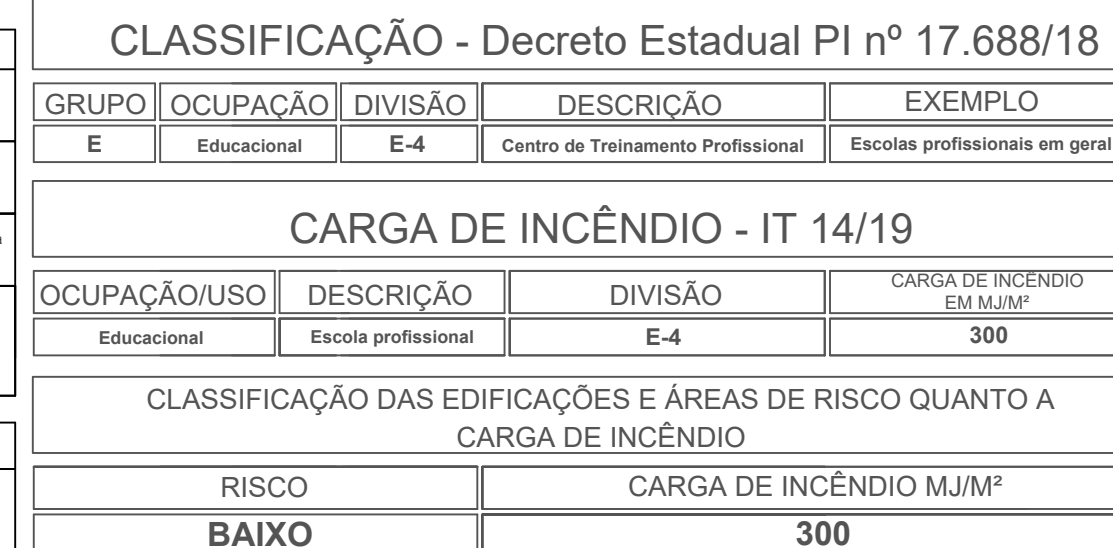 CLASSIFICAÇÃO - Decreto Estadual PI nº 17.688/18
GRUPO OCUPAÇÃO DIVISÃO DESCRIÇÃO EXEMPLO
E Educacional E-4 Centro de Treinamento Profissional Escolas profissionais em geral
CARGA DE INCÊNDIO - IT 14/19
OCUPAÇÃO/USO DESCRIÇÃO DIVISÃO CARGA DE INCÊNDIO
EM MJ/M²
Educacional Escola profissional E-4 300
CLASSIFICAÇÃO DAS EDIFICAÇÕES E ÁREAS DE RISCO QUANTO A
CARGA DE INCÊNDIO
RISCO CARGA DE INCÊNDIO MJ/M²
BAIXO 300